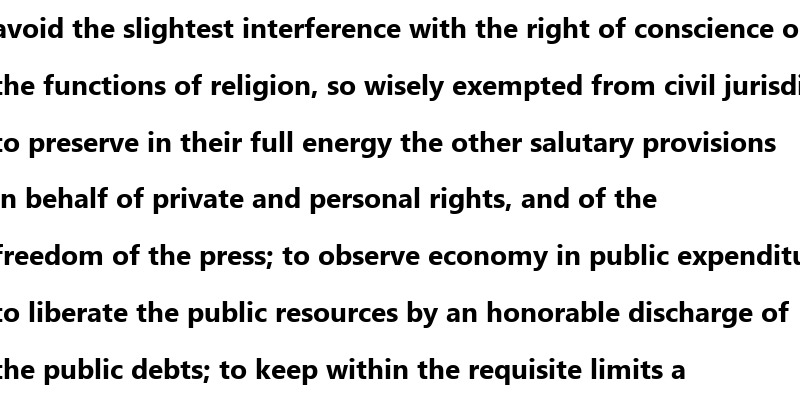 avoid the slightest interference with the right of conscience o
the functions of religion, so wisely exempted from civil jurisdi
to preserve in their full energy the other salutary provisions
in behalf of private and personal rights, and of the
freedom of the press; to observe economy in public expenditu
to liberate the public resources by an honorable discharge of
the public debts; to keep within the requisite limits a